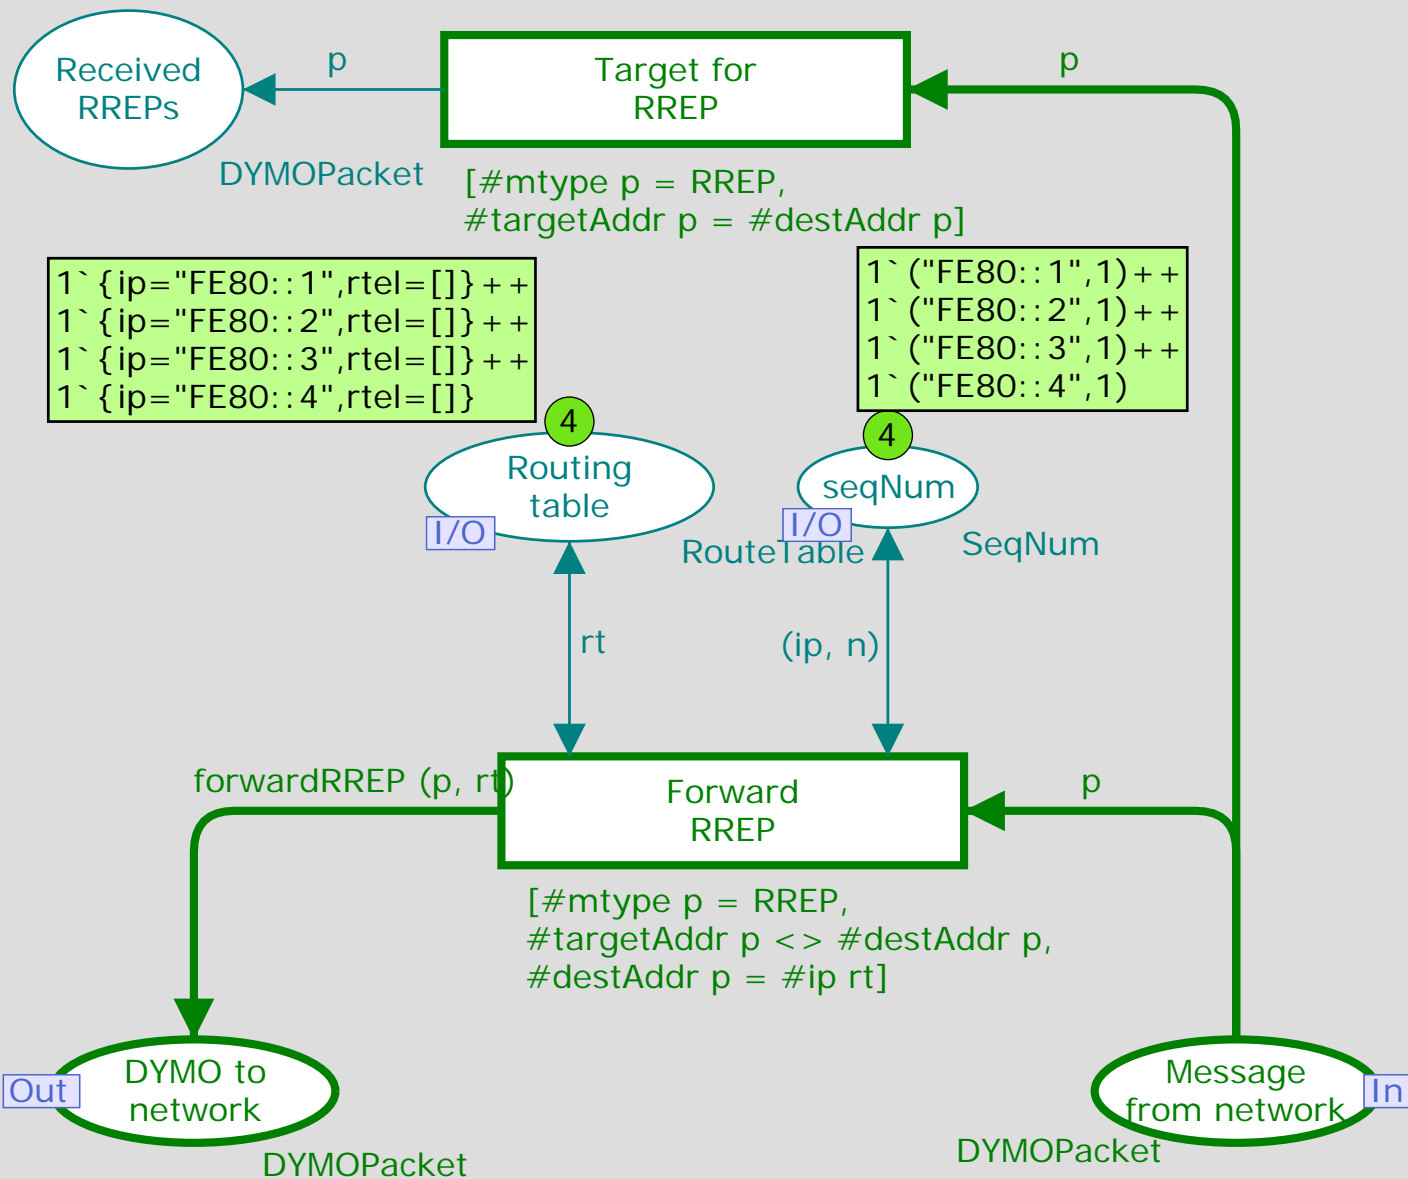 Received
RREPs
p
Target for
RREP
p
DYMOPacket
[#mtype p = RREP,
#targetAddr p = #destAddr p]
1`{ip="FE80::1",rtel=[]}++
1`{ip="FE80::2",rtel=[]}++
1`{ip="FE80::3",rtel=[]}++
1`{ip="FE80::4",rtel=[]}
1`("FE80::1",1)++
1`("FE80::2",1)++
1`("FE80::3",1)++
1`("FE80::4",1)
4
4
Routing
table
seqNum
I/O
I/O
RouteTable
SeqNum
rt
(ip, n)
forwardRREP (p, rt)
Forward
RREP
p
[#mtype p = RREP,
#targetAddr p <> #destAddr p,
#destAddr p = #ip rt]
Out
DYMO to
network
DYMOPacket
Message
from network
In
DYMOPacket